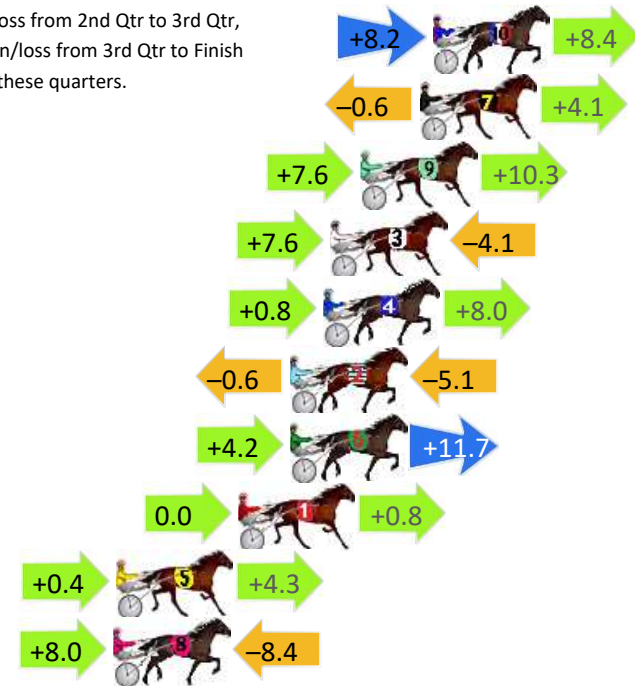 loss from 2nd Qtr to 3rd Qtr,
n/loss from 3rd Qtr to Finish
these quarters.
+8.2 10 +8.4
–0.6 7 +4.1
+7.6 9 +10.3
+7.6 3 –4.1
+0.8 4 +8.0
–0.6 –5.1
+4.2 6 +11.7
0.0 1 +0.8
+0.4 5 +4.3
+8.0 8 –8.4